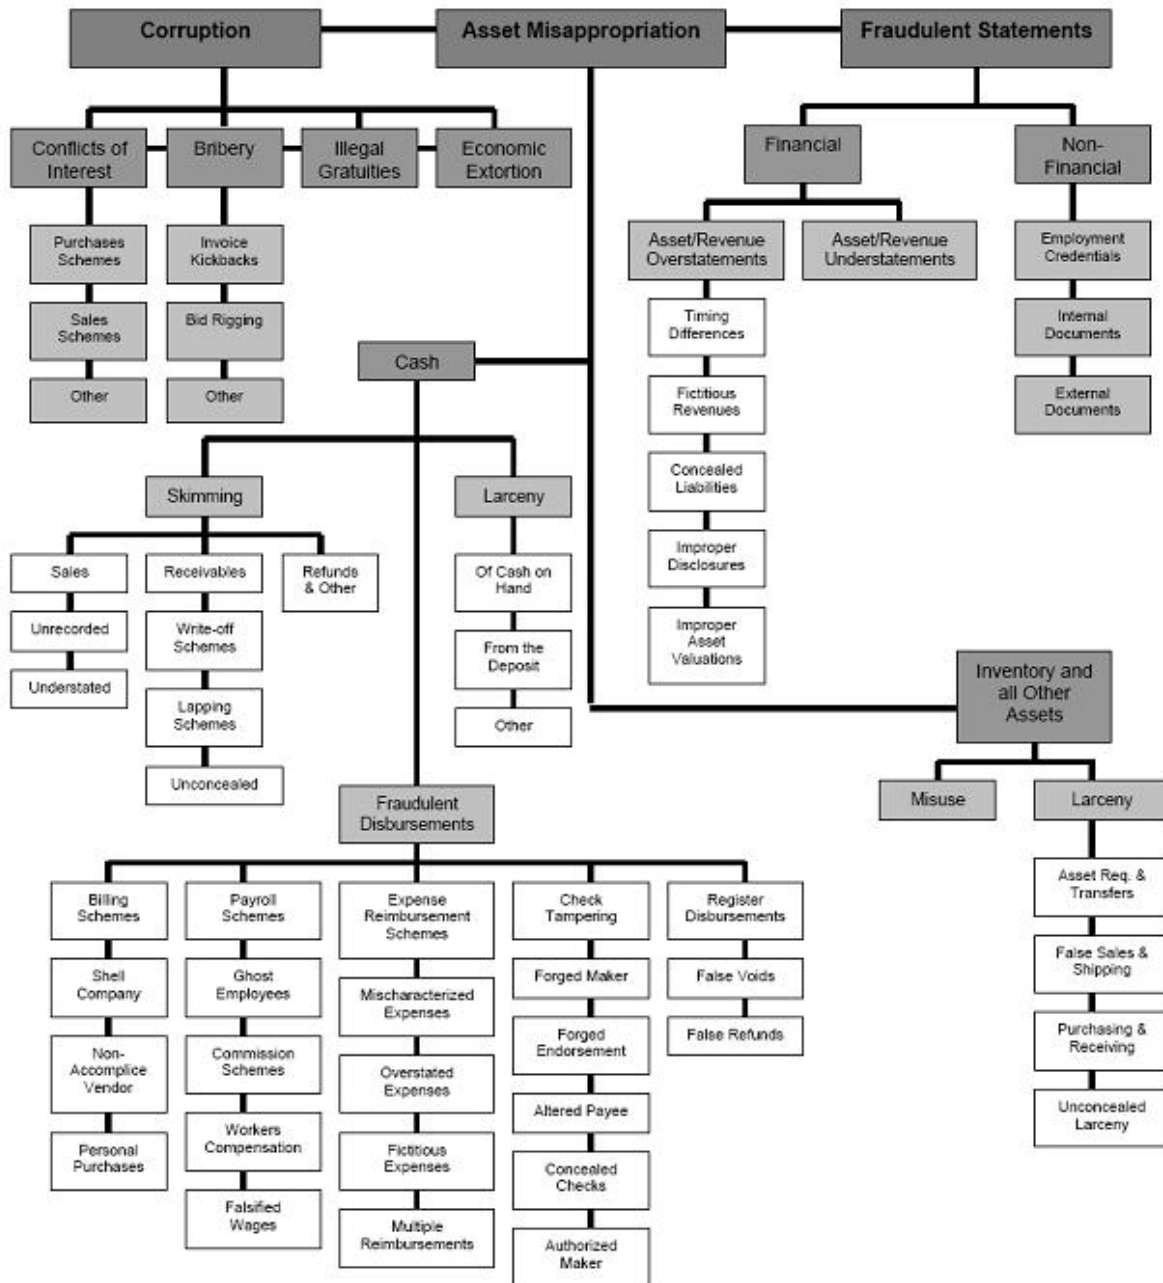 Corruption
Asset Misappropriation
Fraudulent Statements
Conflicts of
Interest
Bribery
Illegal
Gratuities
Economic
Extortion
Purchases
Schemes
Sales
Schemes
Other
Invoice
Kickbacks
Bid Rigging
Other
Financial
Non-
Financial
Asset/Revenue
Overstatements
Asset/Revenue
Understatements
Timing
Differences
Fictitious
Revenues
Concealed
Liabilities
Improper
Disclosures
Improper
Asset
Valuations
Employment
Credentials
Internal
Documents
External
Documents
Cash
Skimming
Larceny
Sales
Unrecorded
Understated
Receivables
Write-off
Schemes
Lapping
Schemes
Unconcealed
Refunds
& Other
Of Cash on
Hand
From the
Deposit
Other
Fraudulent
Disbursements
Billing
Schemes
Shell
Company
Non-
Accomplice
Vendor
Personal
Purchases
Payroll
Schemes
Ghost
Employees
Commission
Schemes
Workers
Compensation
Falsified
Wages
Expense
Reimbursement
Schemes
Mischaracterized
Expenses
Overstated
Expenses
Fictitious
Expenses
Multiple
Reimbursements
Check
Tampering
Forged Maker
Forged
Endorsement
Altered Payee
Concealed
Checks
Authorized
Maker
Register
Disbursements
False Voids
False Refunds
Inventory and
all Other
Assets
Misuse
Larceny
Asset Req. &
Transfers
False Sales &
Shipping
Purchasing &
Receiving
Unconcealed
Larceny